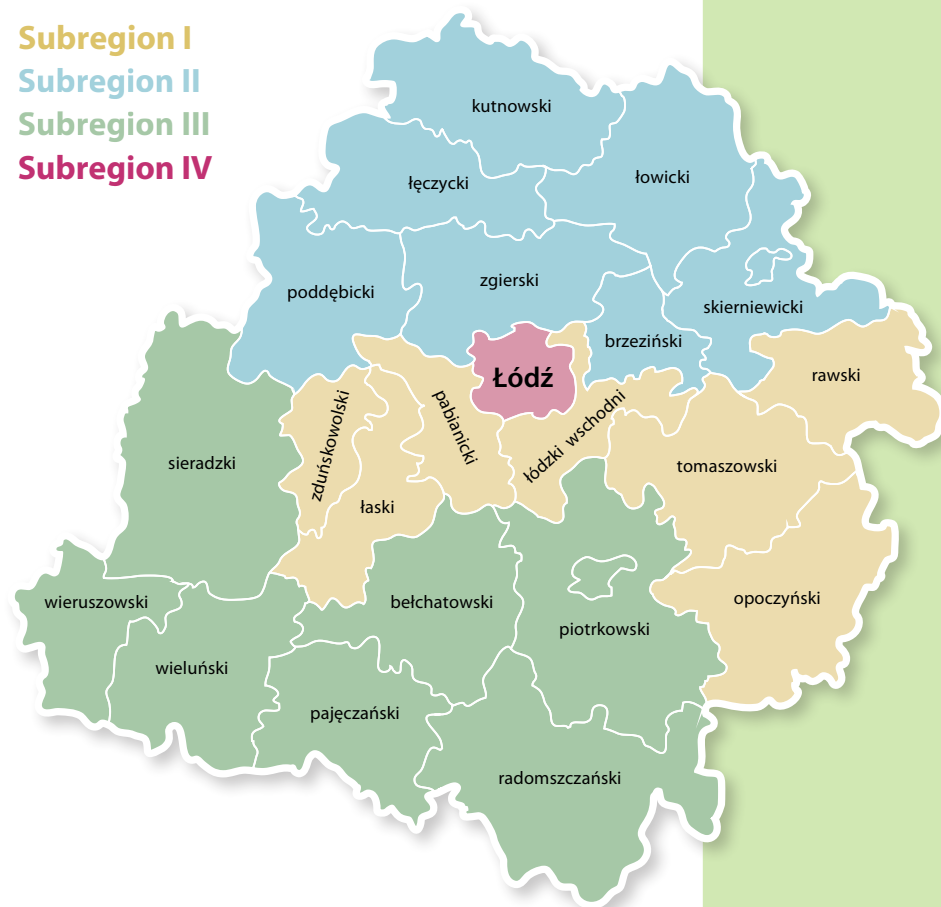 Subregion I
Subregion II
Subregion III
Subregion IV
kutnowski
łęczycki
łowicki
poddębicki
zgierski
skierniewicki
brzeziński
rawski
Łódź
zduńskowolski
pabianicki
łódzki wschodni
sieradzki
tomaszowski
łaski
wieruszowski
bełchatowski
opoczyński
piotrkowski
wieluński
pajęczański
radomszczański